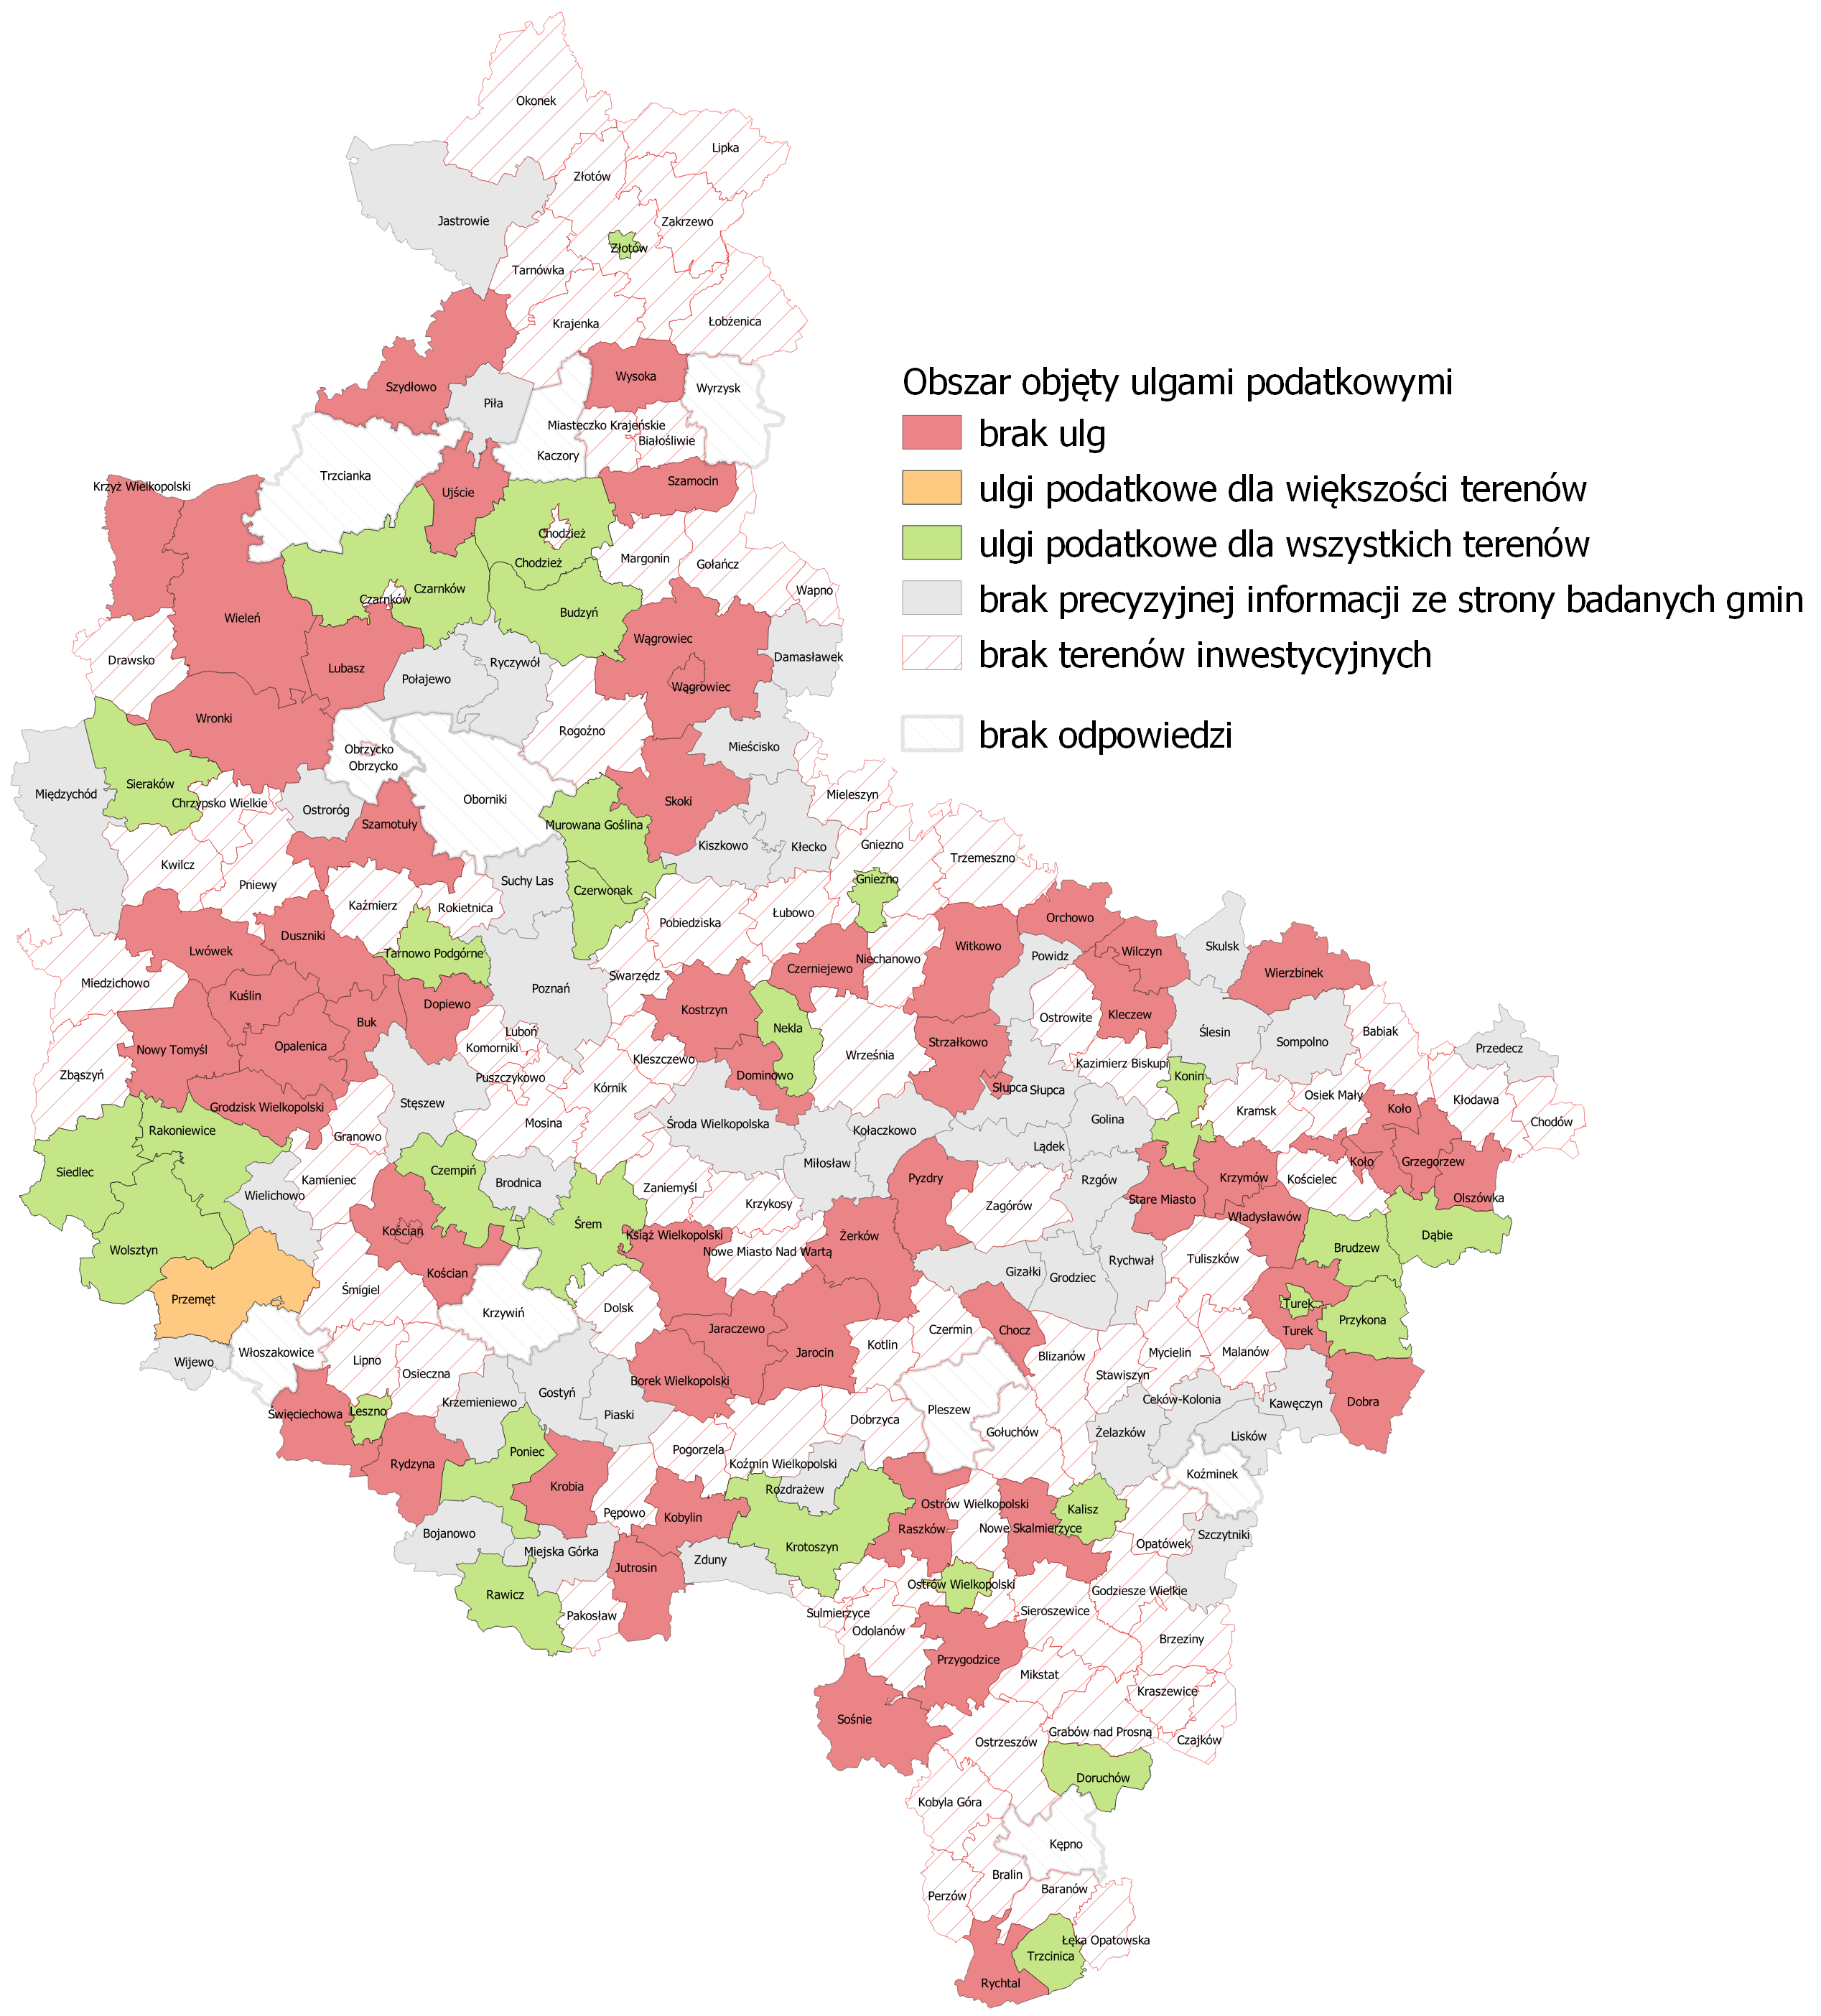 Okonek
Lipka
Złotów
Jastrowie
Zakrzewo
Złotów
Tarnówka
Krajenka
Łobżenica
Obszar objęty ulgami podatkowymi
brak ulg
ulgi podatkowe dla większości terenów
ulgi podatkowe dla wszystkich terenów
brak precyzyjnej informacji ze strony badanych gmin
brak terenów inwestycyjnych
brak odpowiedzi
Wysoka
Szydłowo
Wyrzysk
Piła
Miasteczko Krajeńskie
Białośliwie
Kaczory
Trzcianka
Szamocin
Krzyż Wielkopolski
Ujście
Chodzież
Chodzież
Margonin
Gołańcz
Czarnków
Czarnków
Wapno
Budzyń
Wieleń
Wągrowiec
Damasławek
Drawsko
Lubasz
Ryczywół
Połajewo
Wągrowiec
Wronki
Rogoźno
Obrzycko
Obrzycko
Mieścisko
Sieraków
Międzychód
Chrzypsko Wielkie
Ostroróg
Oborniki
Skoki
Mieleszyn
Szamotuły
Murowana Goślina
Kiszkowo
Kłecko
Gniezno
Trzemeszno
Kwilcz
Pniewy
Suchy Las
Czerwonak
Gniezno
Kaźmierz
Rokietnica
Pobiedziska
Łubowo
Orchowo
Duszniki
Lwówek
Tarnowo Podgórne
Witkowo
Wilczyn
Skulsk
Powidz
Niechanowo
Czerniejewo
Swarzędz
Wierzbinek
Miedzichowo
Poznań
Kuślin
Dopiewo
Kostrzyn
Kleczew
Ostrowite
Buk
Nekla
Luboń
Ślesin
Babiak
Opalenica
Nowy Tomyśl
Komorniki
Kleszczewo
Września
Strzałkowo
Sompolno
Przedecz
Zbąszyń
Puszczykowo
Kórnik
Dominowo
Kazimierz Biskupi
Konin
Słupca
Słupca
Osiek Mały
Kłodawa
Stęszew
Grodzisk Wielkopolski
Koło
Kramsk
Golina
Chodów
Mosina
Środa Wielkopolska
Rakoniewice
Granowo
Kołaczkowo
Lądek
Miłosław
Koło
Grzegorzew
Siedlec
Czempiń
Kamieniec
Brodnica
Pyzdry
Rzgów
Krzymów
Kościelec
Zaniemyśl
Wielichowo
Krzykosy
Zagórów
Stare Miasto
Olszówka
Śrem
Władysławów
Kościan
Książ Wielkopolski
Żerków
Dąbie
Wolsztyn
Nowe Miasto Nad Wartą
Brudzew
Tuliszków
Rychwał
Kościan
Gizałki
Grodziec
Śmigiel
Przemęt
Turek
Dolsk
Krzywiń
Przykona
Jaraczewo
Czermin
Chocz
Turek
Kotlin
Jarocin
Włoszakowice
Mycielin
Malanów
Blizanów
Wijewo
Lipno
Osieczna
Stawiszyn
Borek Wielkopolski
Gostyń
Ceków-Kolonia
Kawęczyn
Dobra
Krzemieniewo
Leszno
Święciechowa
Piaski
Pleszew
Dobrzyca
Gołuchów
Żelazków
Lisków
Poniec
Pogorzela
Rydzyna
Koźmin Wielkopolski
Koźminek
Krobia
Rozdrażew
Ostrów Wielkopolski
Kalisz
Pępowo
Kobylin
Raszków
Nowe Skalmierzyce
Bojanowo
Szczytniki
Opatówek
Krotoszyn
Miejska Górka
Zduny
Jutrosin
Ostrów Wielkopolski
Godziesze Wielkie
Rawicz
Pakosław
Sulmierzyce
Sieroszewice
Odolanów
Brzeziny
Przygodzice
Mikstat
Kraszewice
Sośnie
Grabów nad Prosną
Ostrzeszów
Czajków
Doruchów
Kobyla Góra
Kępno
Bralin
Baranów
Perzów
Łęka Opatowska
Trzcinica
Rychtal